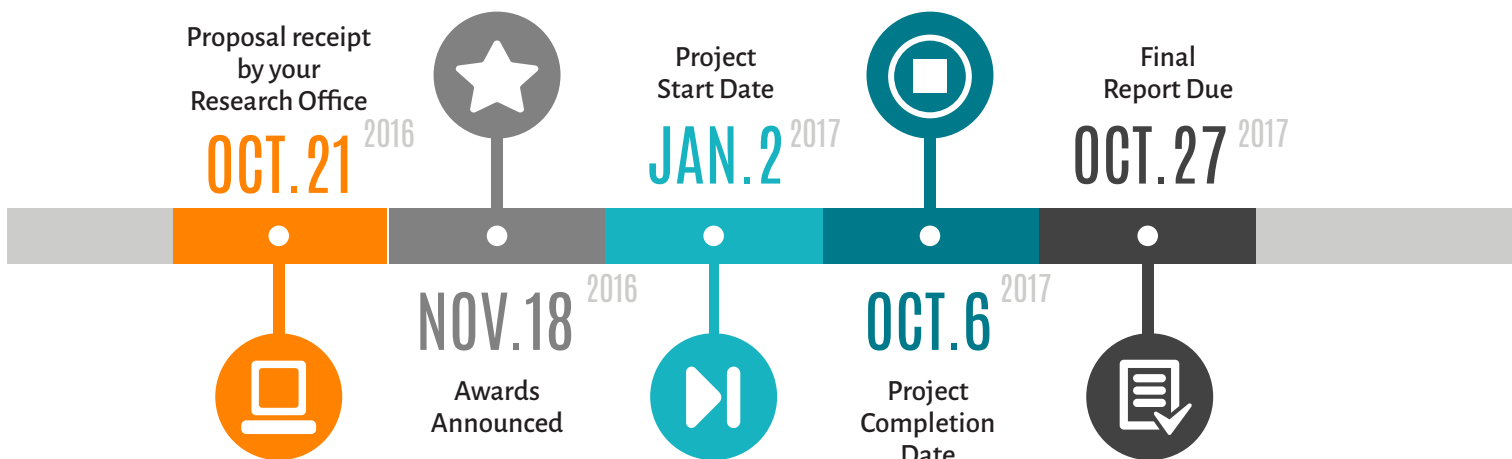 Proposal receipt
by your
Research Office
OCT.21 2016
NOV.18 2016
Awards
Announced
Project
Start Date
JAN.2 2017
OCT.6 2017
Project
Completion
Date
Final
Report Due
OCT.27 2017